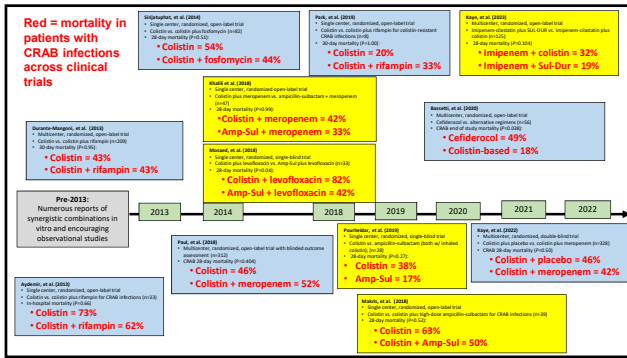 Red = mortality in
patients with
CRAB infections
across clinical
trials
Sirijatuphat, et al. (2014)
• Single center, randomized, open-label trial
• Colistin vs. colistin plus fosfomycin (n=82)
• 28-day mortality (P=0.51):
• Colistin = 54%
• Colistin + fosfomycin = 44%
Park, et al. (2019)
• Single center, randomized, open-label trial
• Colistin vs. colistin plus rifampin for colistin-resistant
CRAB infections (n=9)
• 30-day mortality (P=1.00):
• Colistin = 20%
• Colistin + rifampin = 33%
Kaye, et al. (2023)
• Multicenter, randomized, open-label trial
• Imipenem-cilastatin plus SUL-DUR vs. imipenem-cilastatin plus
colistin (n=125)
• 28-day mortality (P=0.104)
• Imipenem + colistin = 32%
• Imipenem + Sul-Dur = 19%
Khalili et al. (2018)
• Single center, randomized open-label trial
• Colistin plus meropenem vs. ampicillin-sulbactam + meropenem
(n=47)
• 28-day mortality (P=0.99):
• Colistin + meropenem = 42%
• Amp-Sul + meropenem = 33%
Durante-Mangoni, et al. (2013)
• Multicenter, randomized, open-label trial
• Colistin vs. colistin plus rifampin (n=209)
• 30-day mortality (P=0.95):
• Colistin = 43%
• Colistin + rifampin = 43%
Mosaed, et al. (2018)
• Single center, randomized, single-blind trial
• Colistin plus levofloxacin vs. Amp-Sul plus levofloxacin (n=33)
• 28-day mortality (P=0.04):
• Colistin + levofloxacin = 82%
• Amp-Sul + levofloxacin = 42%
Bassetti, et al. (2020)
• Multicenter, randomized, open-label trial
• Cefiderocol vs. alternative regimens (n=56)
• CRAB end of study mortality (P=0.038):
• Cefiderocol = 49%
• Colistin-based = 18%
Pre-2013:
Numerous reports of
synergistic combinations in
vitro and encouraging
observational studies
2013
2014
2018
2019
2020
2021
2022
Aydemir, et al. (2013)
• Single center, randomized, open-label trial
• Colistin vs. colistin plus rifampin for CRAB infections (n=33)
• In-hospital mortality (P=0.66)
• Colistin = 73%
• Colistin + rifampin = 62%
Paul, et al. (2018)
• Multicenter, randomized, open-label trial with blinded outcome
assessment (n=312)
• CRAB 28-day mortality (P=0.404)
• Colistin = 46%
• Colistin + meropenem = 52%
Pourheidar, et al. (2019)
• Single center, randomized, single-blind trial
• Colistin vs. ampicillin-sulbactam (both w/ inhaled
colistin); (n=28)
• 28-day mortality (P=0.27):
• Colistin = 38%
• Amp-Sul = 17%
Kaye, et al. (2022)
• Multicenter, randomized, double-blind trial
• Colistin plus placebo vs. colistin plus meropenem (n=328)
• CRAB 28-day mortality (P=0.50)
• Colistin + placebo = 46%
• Colistin + meropenem = 42%
Makris, et al. (2018)
• Single center, randomized, open-label trial
• Colistin vs. colistin plus high-dose ampicillin-sulbactam for CRAB infections (n=39)
• 28-day mortality (P=0.52):
• Colistin = 63%
• Colistin + Amp-Sul = 50%